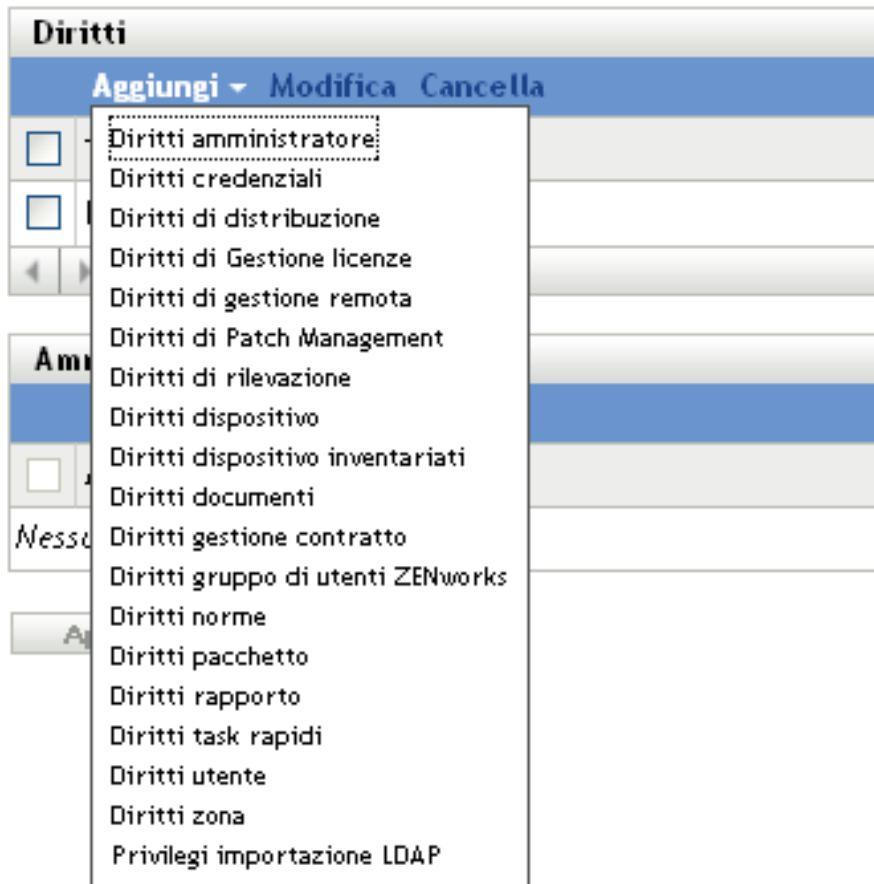 Diritti
Aggiungi Modifica Cancella
Diritti amministratore
Diritti credenziali
Diritti di distribuzione
Diritti di Gestione licenze
Diritti di gestione remota
Diritti di Patch Management
Diritti di rilevazione
Diritti dispositivo
Diritti dispositivo inventariati
Diritti documenti
Diritti gestione contratto
Diritti gruppo di utenti ZENworks
Diritti norme
Diritti pacchetto
Diritti rapporto
Diritti task rapidi
Diritti utente
Diritti zona
Privilegi importazione LDAP